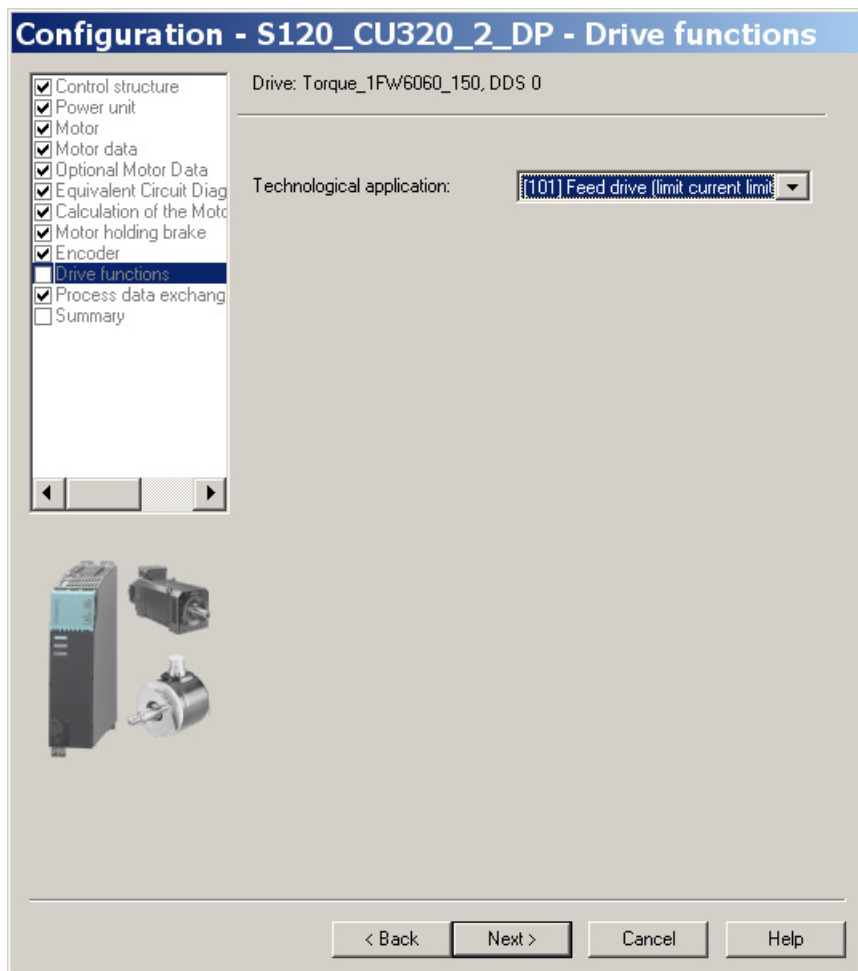 Configuration - S120_CU320_2_DP - Drive functions
Control structure
Power unit
Motor
Motor data
Optional Motor Data
Equivalent Circuit Diag
Calculation of the Moto
Motor holding brake
Encoder
Drive functions
Process data exchang
Summary
Drive: Torque_1FW6060_150, DDS 0
Technological application:
[101] Feed drive (limit current limit
< Back
Next >
Cancel
Help